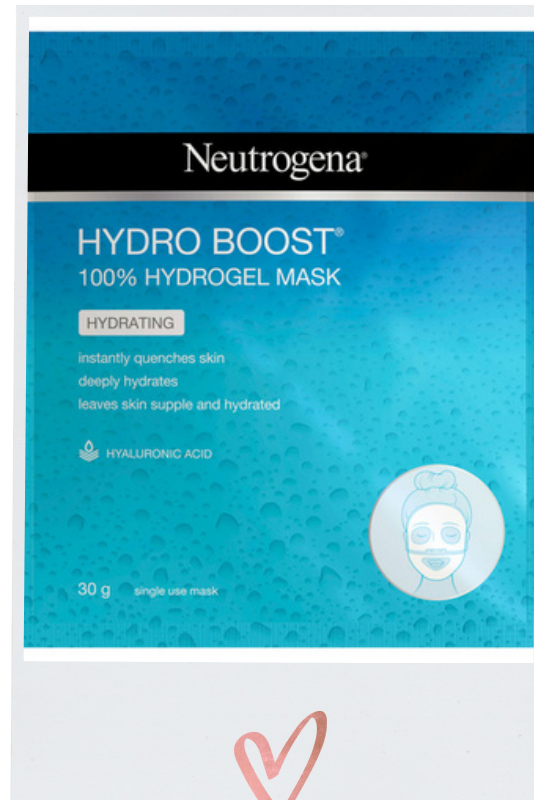 Neutrogena®
HYDRO BOOST®
100% HYDROGEL MASK
HYDRATING
instantly quenches skin
deeply hydrates
leaves skin supple and hydrated
HYALURONIC ACID
30 g single use mask